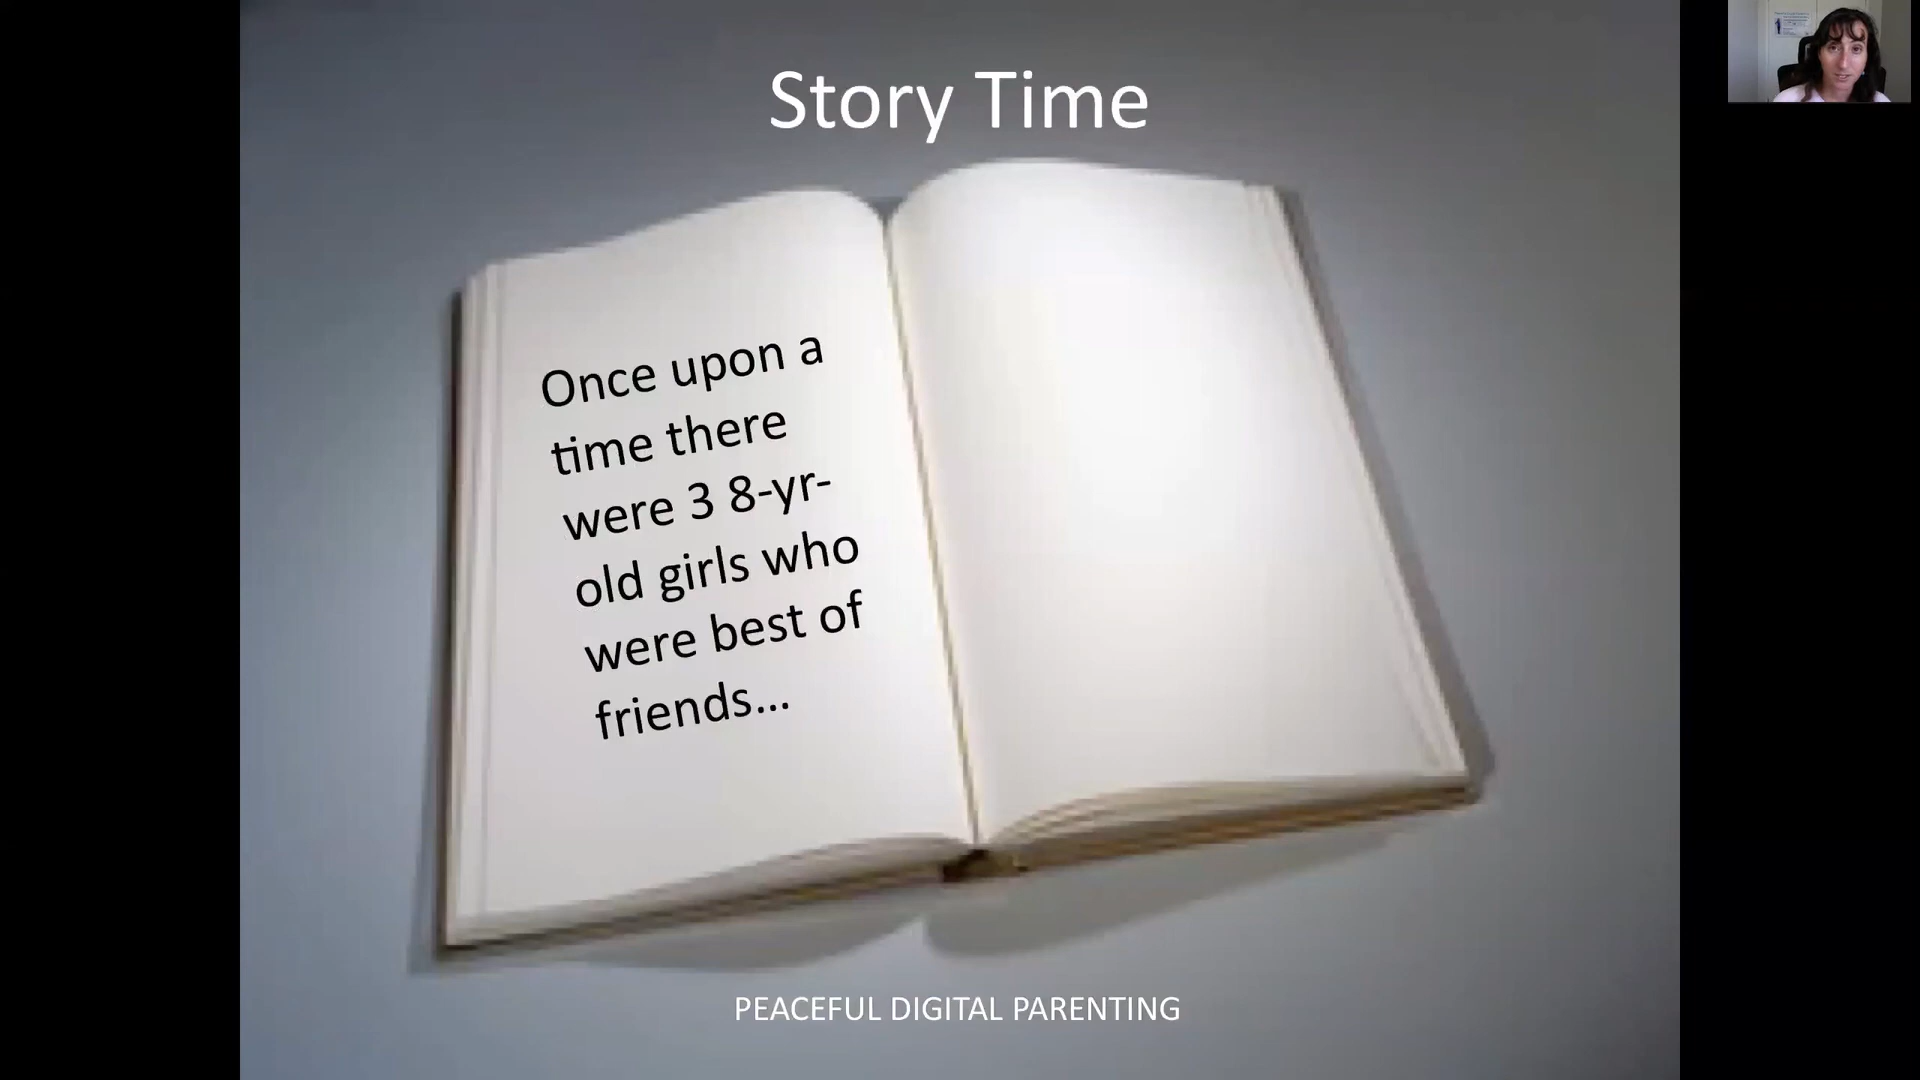 Story Time
Once upon a
time there
were 3 8-yr-
old girls who
were best of
friends...
PEACEFUL DIGITAL PARENTING